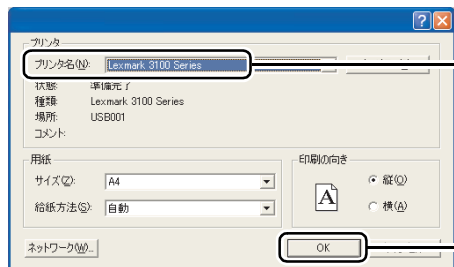 プリンタ
プリンタ名(N): Lexmark 3100 Series
状態: 準備完了
種類: Lexmark 3100 Series
場所: USB001
コメント:
用紙
サイズ(Z): A4
給紙方法(S): 自動
印刷の向き
A
縦(O)
横(A)
ネットワーク(W)...
OK